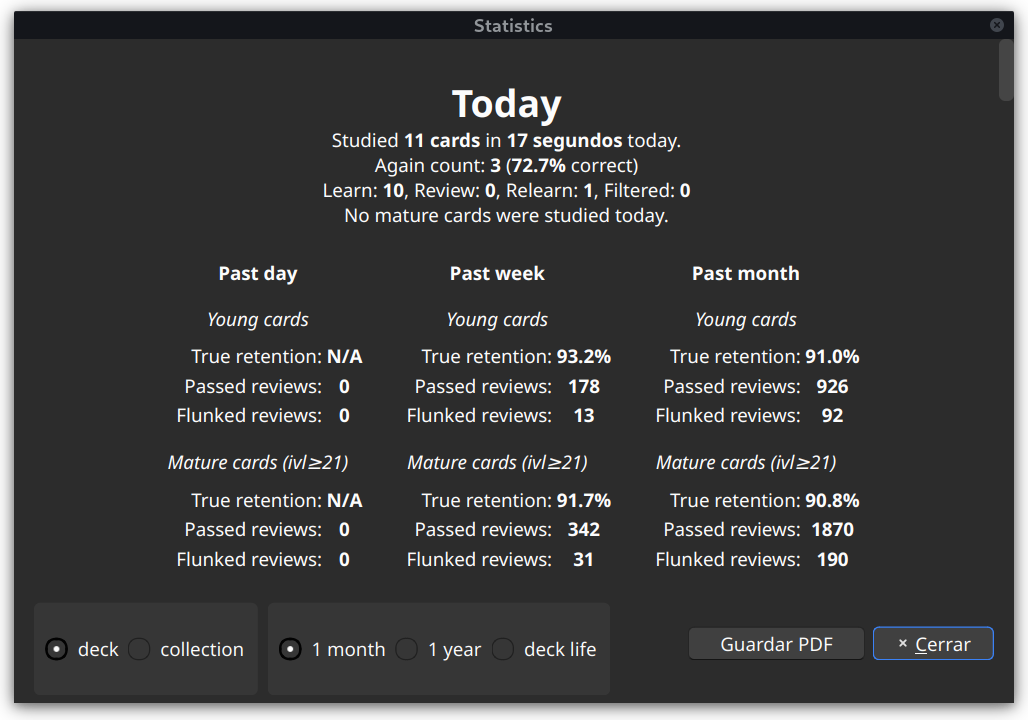 Statistics
Today
Studied 11 cards in 17 segundos today.
Again count: 3 (72.7% correct)
Learn: 10, Review: 0, Relearn: 1, Filtered: 0
No mature cards were studied today.
Past day
Young cards
True retention: N/A
Passed reviews: 0
Flunked reviews: 0
Mature cards (ivl≥21)
True retention: N/A
Passed reviews: 0
Flunked reviews: 0
Past week
Young cards
True retention: 93.2%
Passed reviews: 178
Flunked reviews: 13
Mature cards (ivl≥21)
True retention: 91.7%
Passed reviews: 342
Flunked reviews: 31
Past month
Young cards
True retention: 91.0%
Passed reviews: 926
Flunked reviews: 92
Mature cards (ivl≥21)
True retention: 90.8%
Passed reviews: 1870
Flunked reviews: 190
deck collection
1 month 1 year deck life
Guardar PDF
× Cerrar